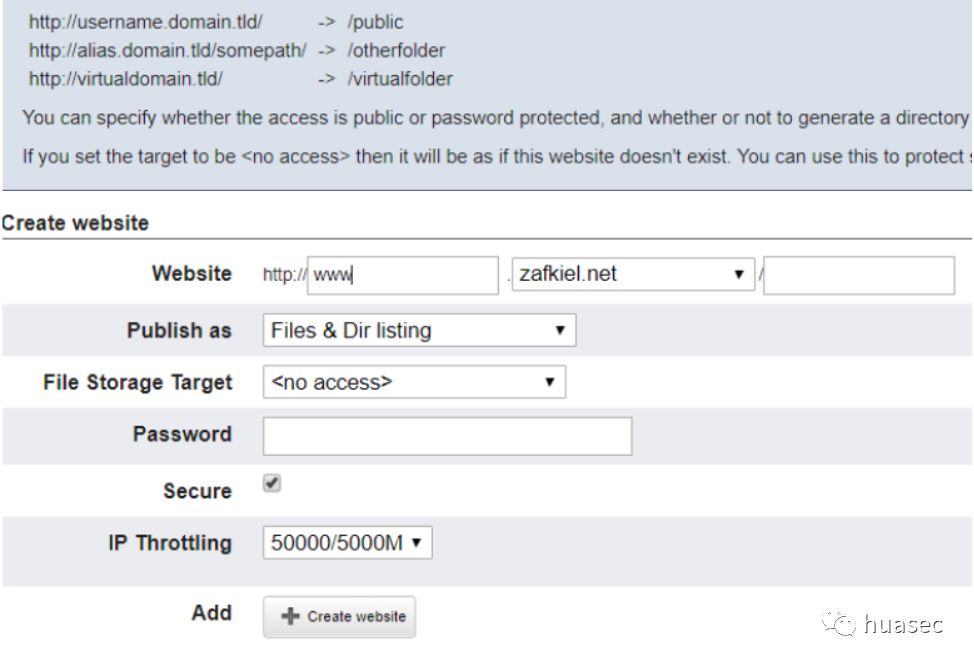 http://username.domain.tld/ -> /public
http://alias.domain.tld/somepath/ -> /otherfolder
http://virtualdomain.tld/ -> /virtualfolder
You can specify whether the access is public or password protected, and whether or not to generate a directory
If you set the target to be <no access> then it will be as if this website doesn't exist. You can use this to protect
Create website
Website http:// www . zafkiel.net /
Publish as Files & Dir listing
File Storage Target <no access>
Password
Secure
IP Throttling 50000/5000M
Add Create website
huasec